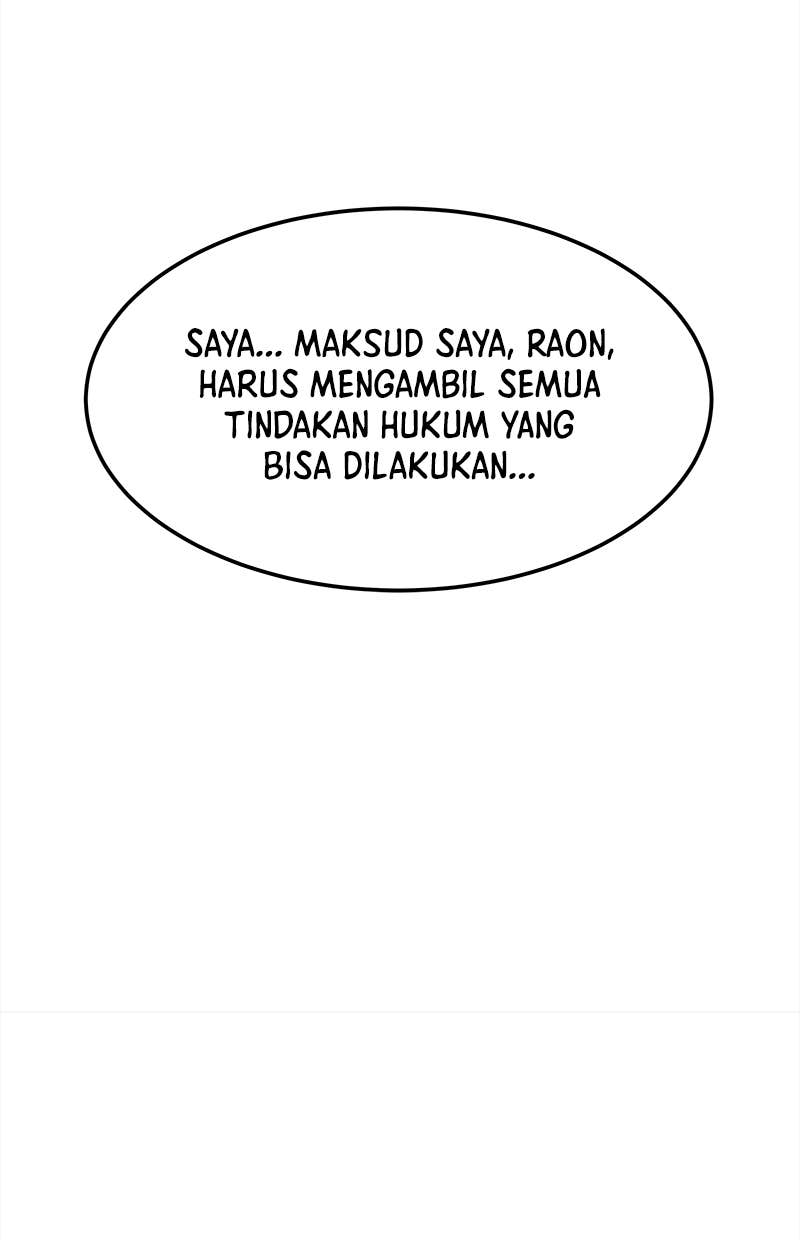 SAYA... MAKSUD SAYA, RAON,
HARUS MENGAMBIL SEMUA
TINDAKAN HUKUM YANG
BISA DILAKUKAN...